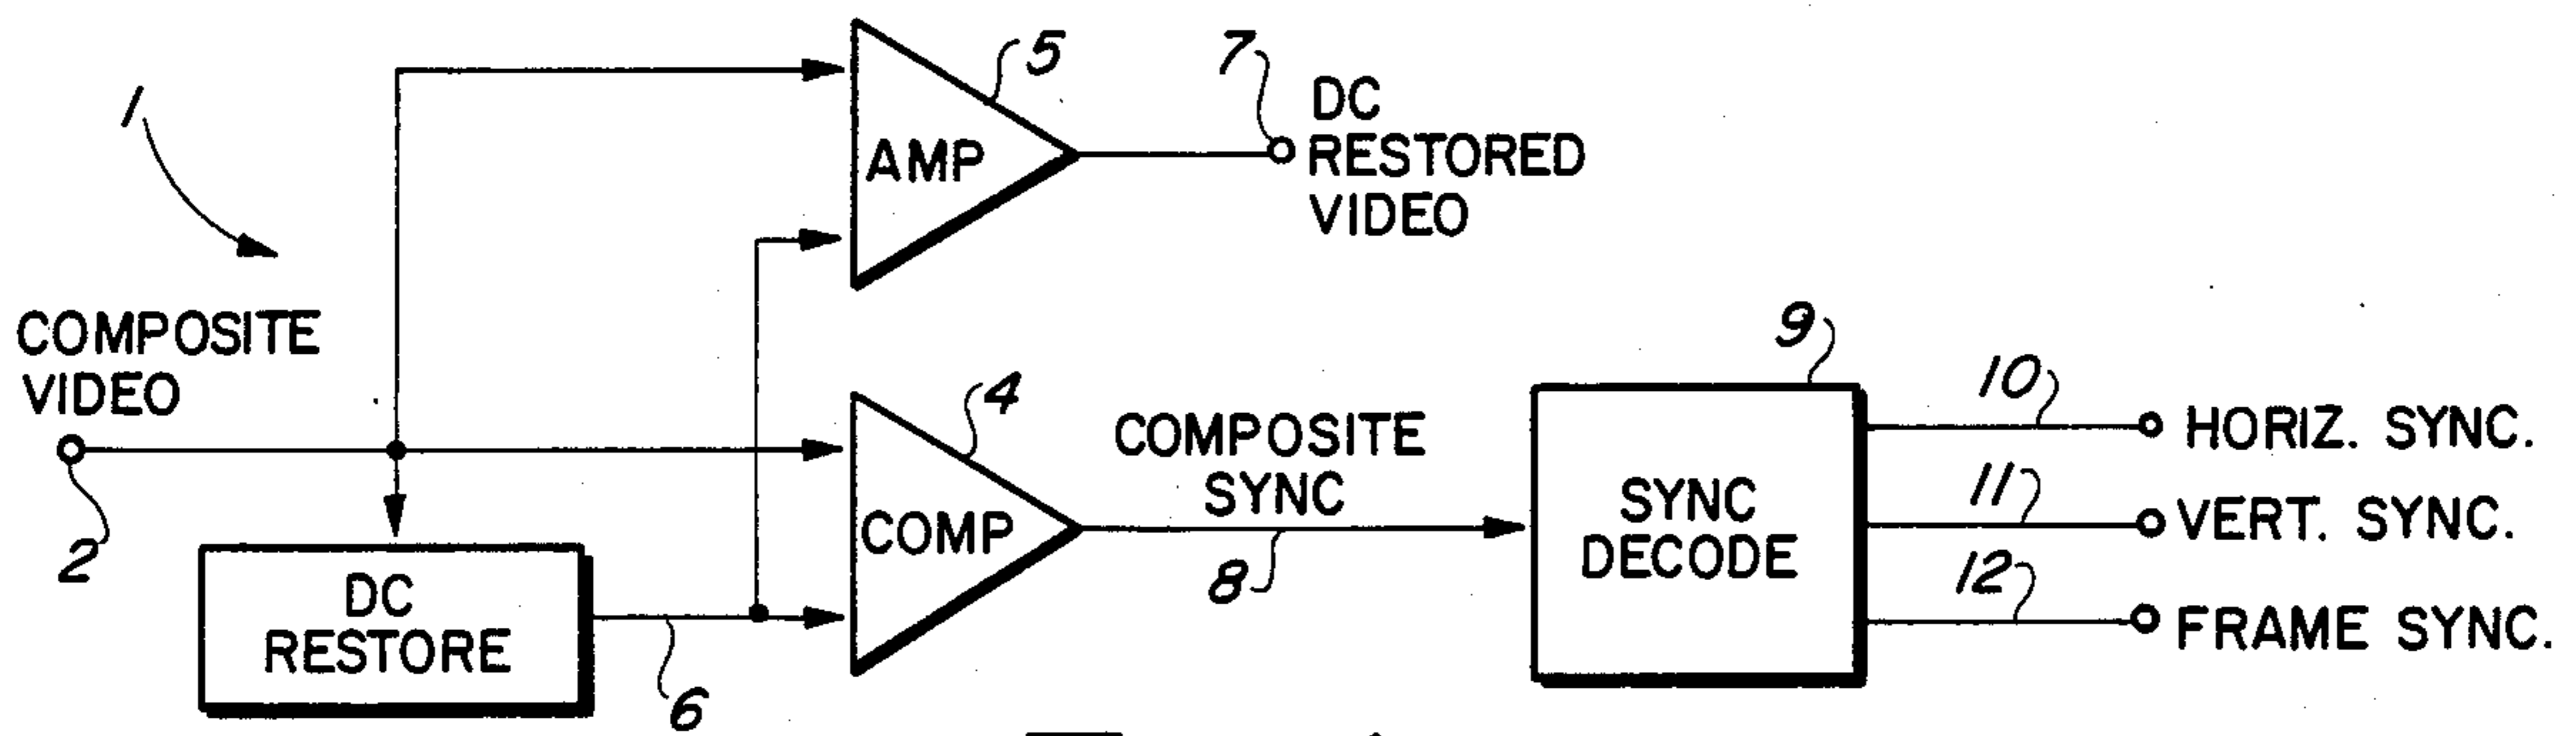 1
5
7
DC
RESTORED
VIDEO
AMP
COMPOSITE
VIDEO
2
4
COMP
COMPOSITE
SYNC
8
9
SYNC
DECODE
10
HORIZ. SYNC.
11
VERT. SYNC.
12
FRAME SYNC.
DC
RESTORE
6